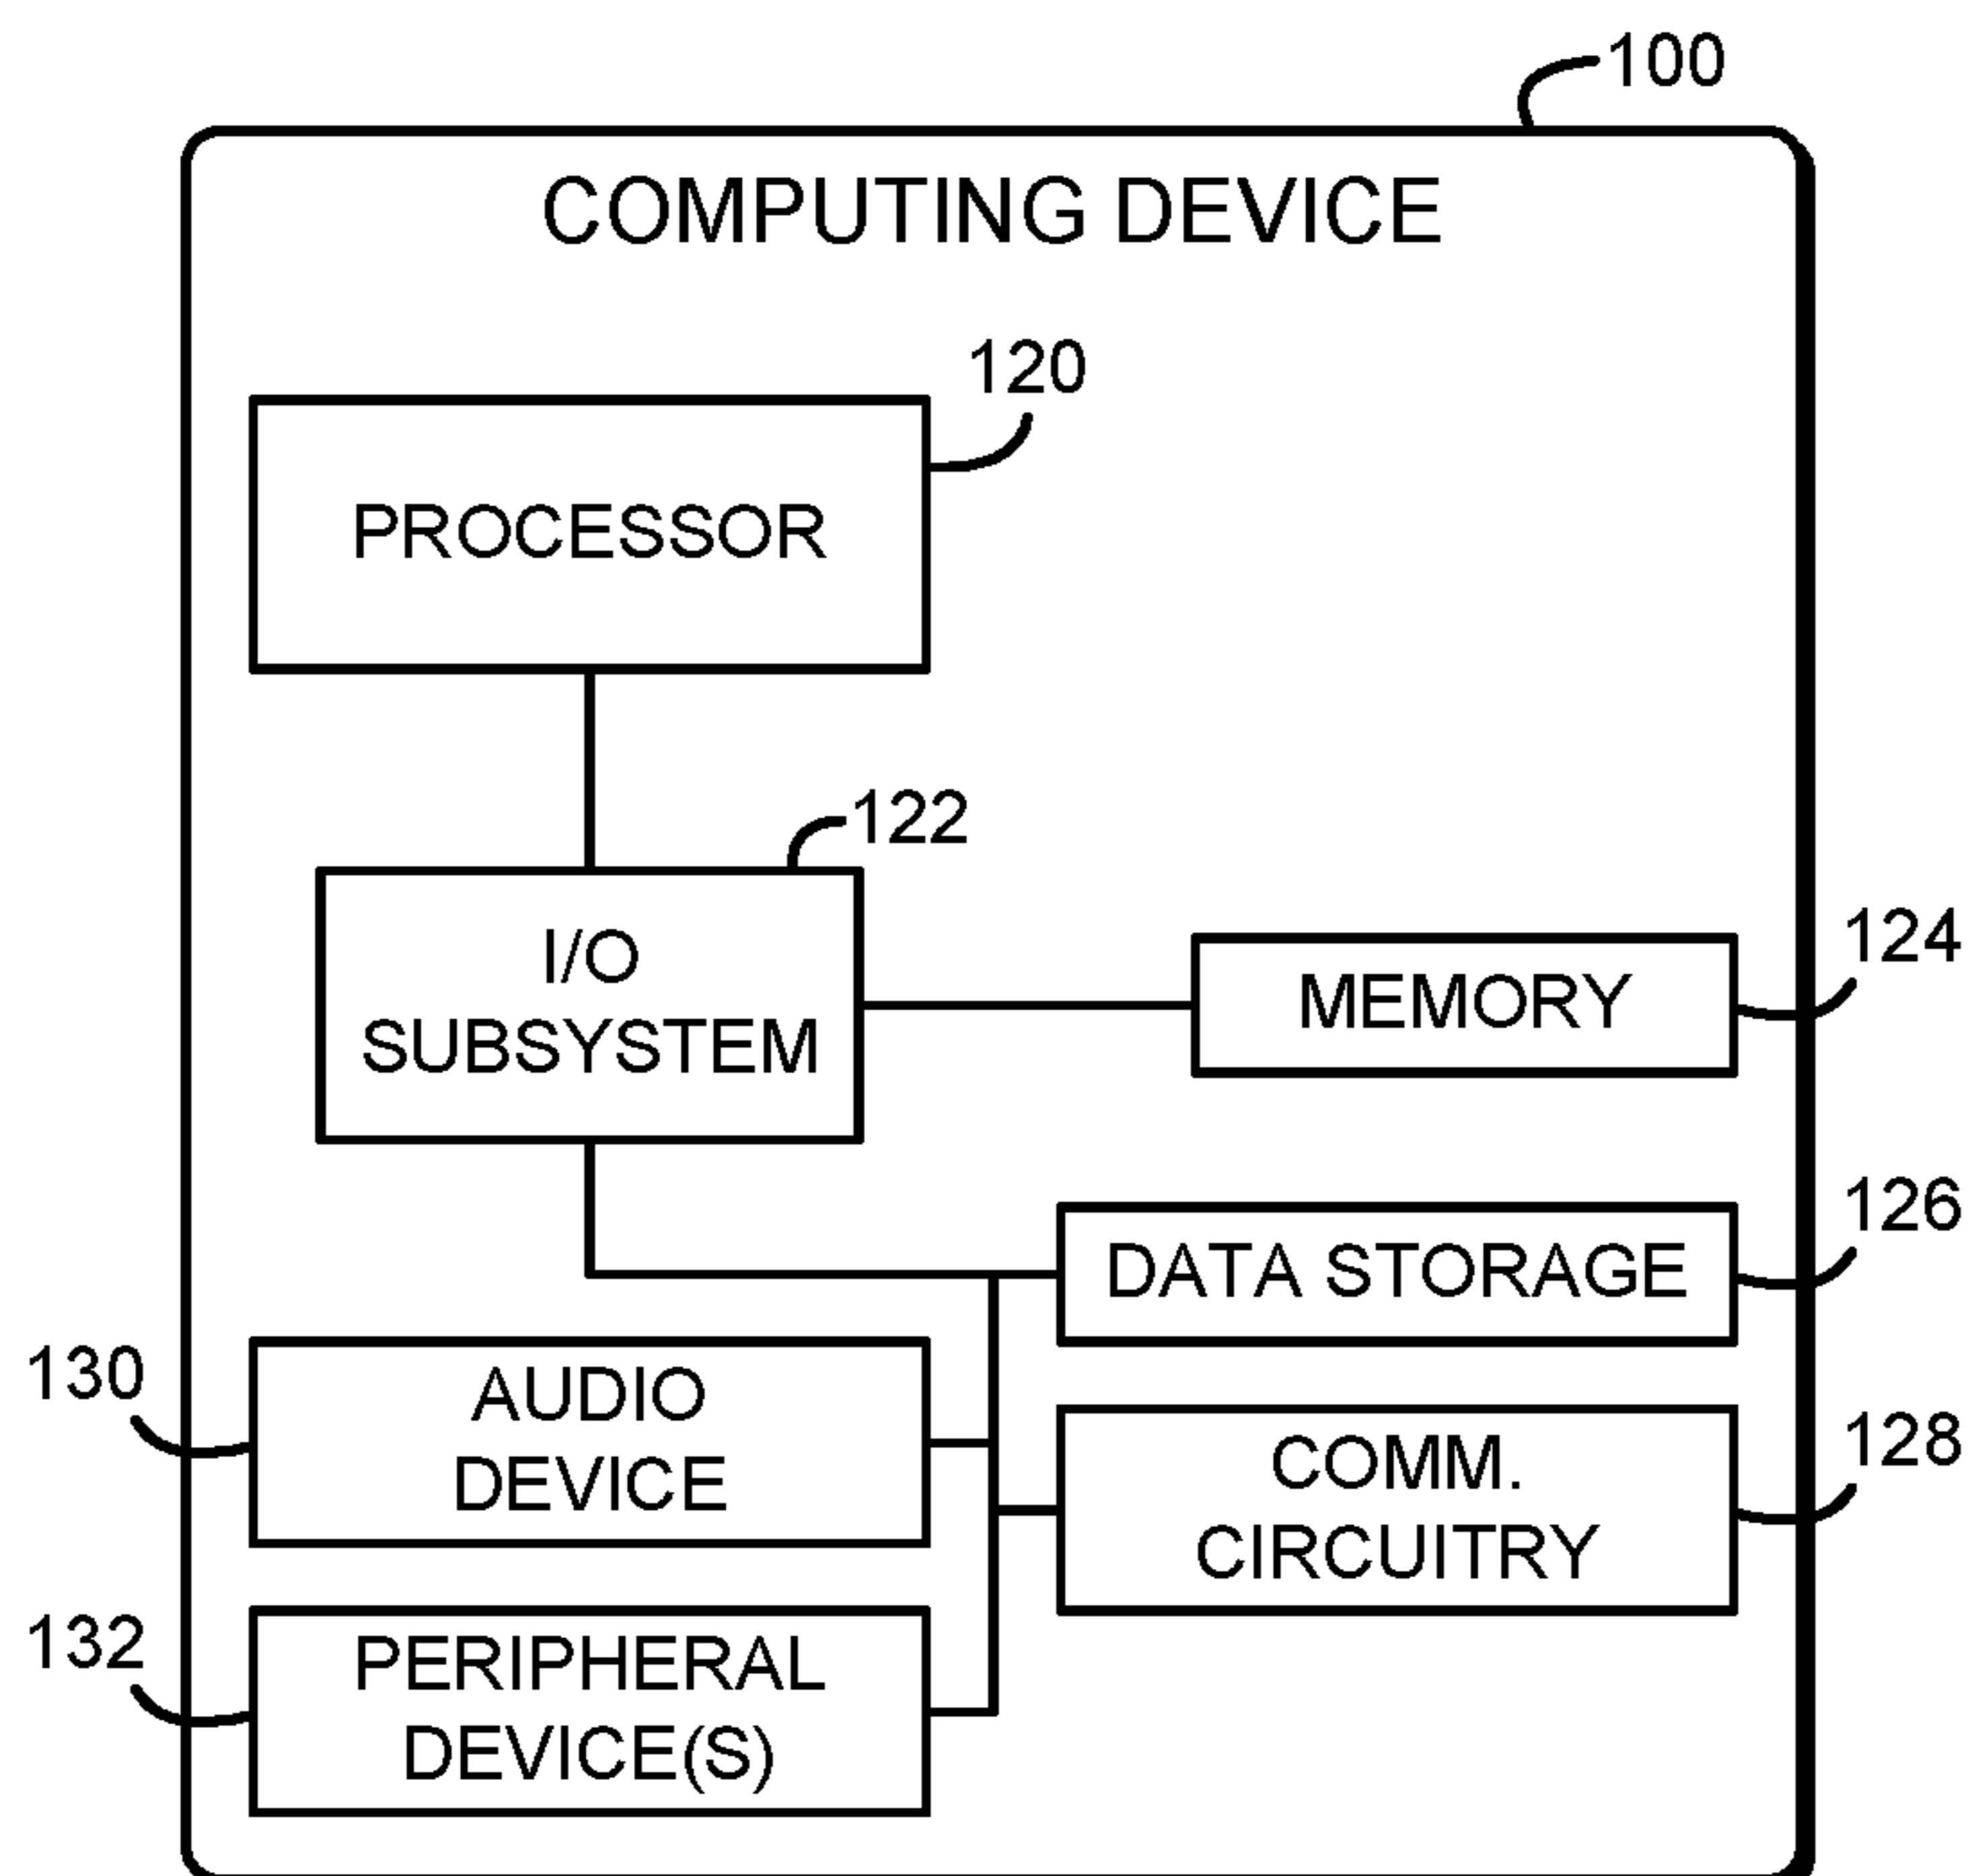 100
COMPUTING DEVICE
120
PROCESSOR
122
I/O
SUBSYSTEM
124
MEMORY
126
DATA STORAGE
130
AUDIO
DEVICE
128
COMM.
CIRCUITRY
132
PERIPHERAL
DEVICE(S)